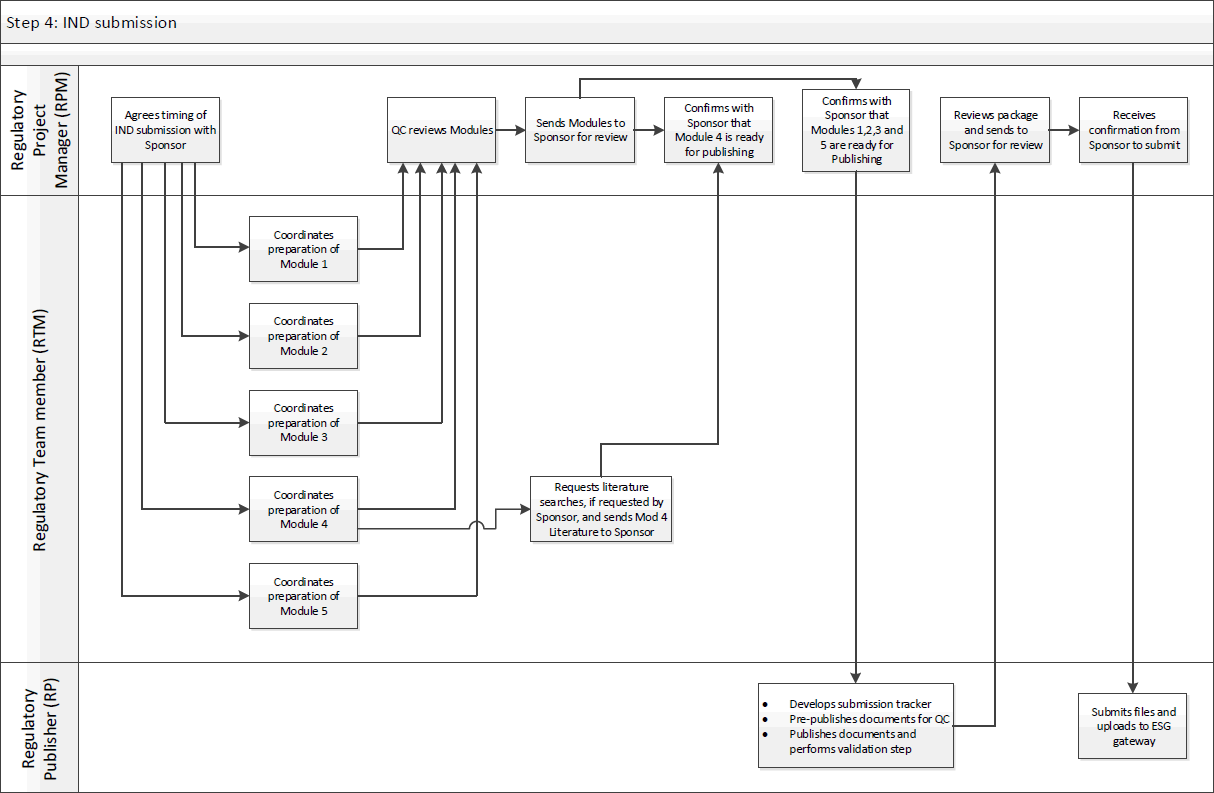 Step 4: IND submission
Regulatory
Project
Manager (RPM)
Agrees timing of
IND submission with
Sponsor
QC reviews Modules
Sends Modules to
Sponsor for review
Confirms with
Sponsor that
Module 4 is ready
for publishing
Confirms with
Sponsor that
Modules 1,2,3 and
5 are ready for
Publishing
Reviews package
and sends to
Sponsor for review
Receives
confirmation from
Sponsor to submit
Regulatory Team member (RTM)
Coordinates
preparation of
Module 1
Coordinates
preparation of
Module 2
Coordinates
preparation of
Module 3
Coordinates
preparation of
Module 4
Requests literature
searches, if requested by
Sponsor, and sends Mod 4
Literature to Sponsor
Coordinates
preparation of
Module 5
Regulatory
Publisher (RP)
• Develops submission tracker
• Pre-publishes documents for QC
• Publishes documents and
performs validation step
Submits files and
uploads to ESG
gateway